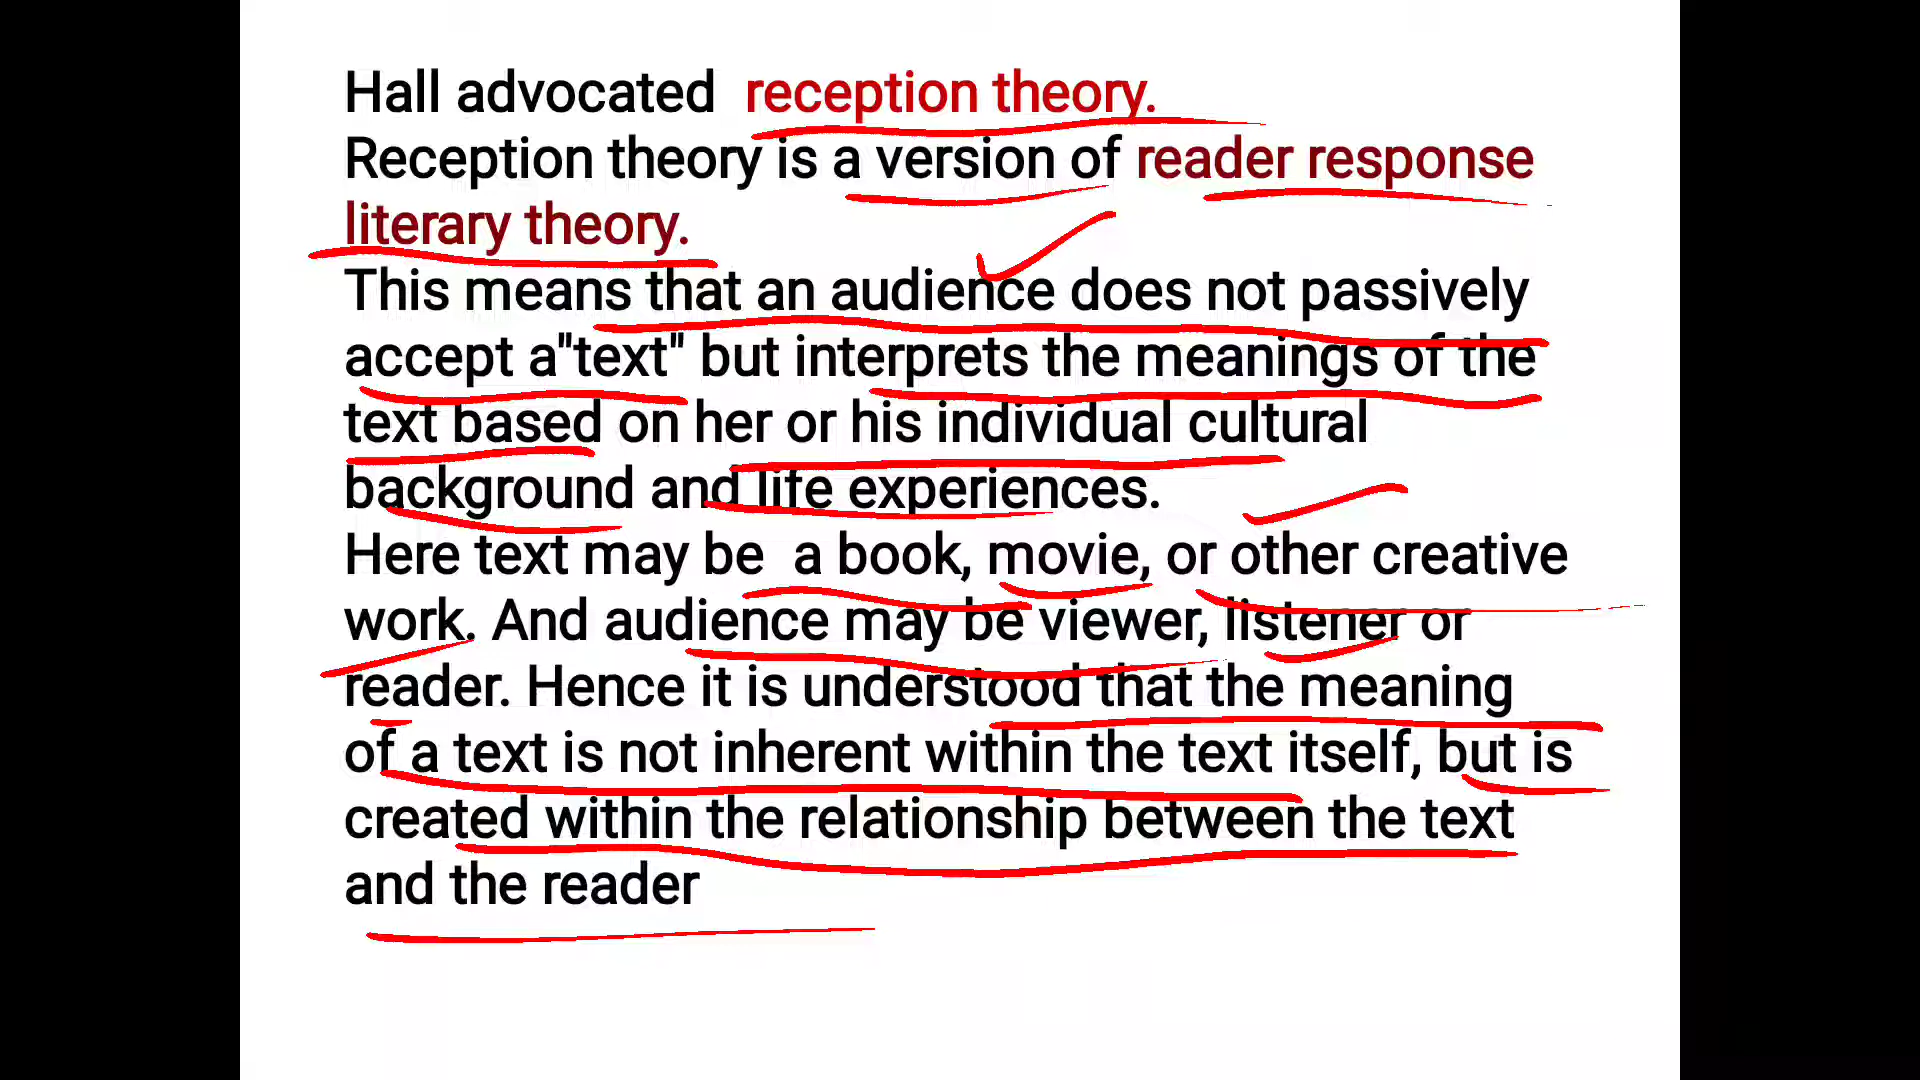 Hall advocated  reception theory.
Reception theory is a version of reader response
literary theory.
This means that an audience does not passively
accept a"text" but interprets the meanings of the
text based on her or his individual cultural
background and life experiences.
Here text may be  a book, movie, or other creative
work. And audience may be viewer, listener or
reader. Hence it is understood that the meaning
of a text is not inherent within the text itself, but is
created within the relationship between the text
and the reader